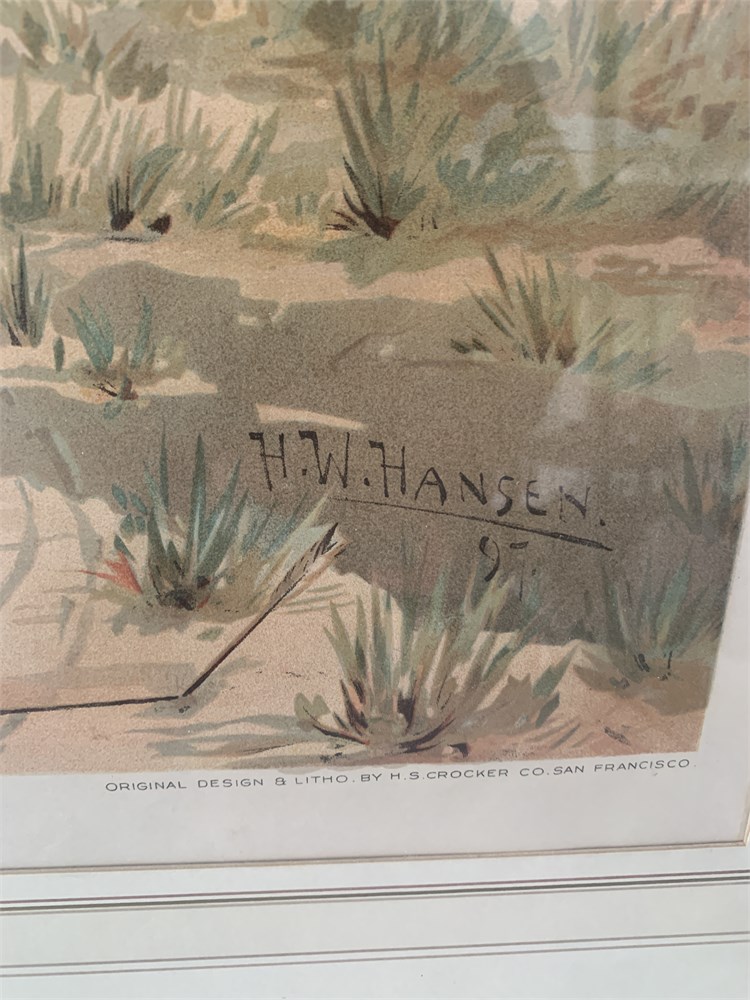 H.W.HANSEN.
97.
ORIGINAL DESIGN & LITHO. BY H.S.CROCKER CO. SAN FRANCISCO.